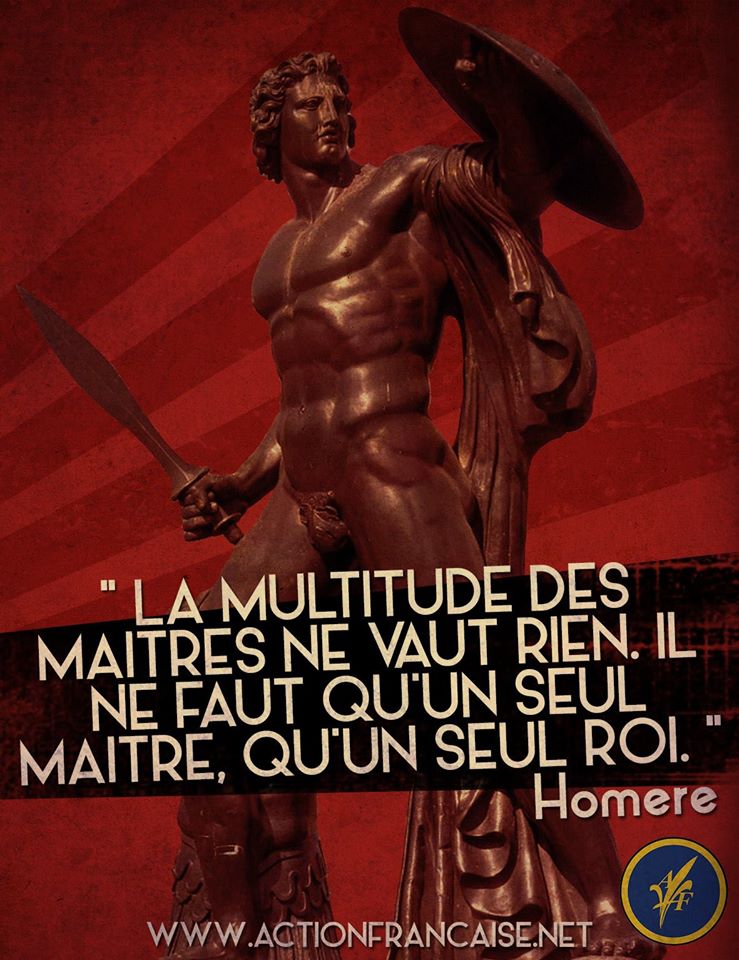 " LA MULTITUDE DES
MAITRES NE VAUT RIEN. IL
NE FAUT QU'UN SEUL
MAITRE, QU'UN SEUL ROI. "
Homere
AF
WWW.ACTIONFRANCAISE.NET